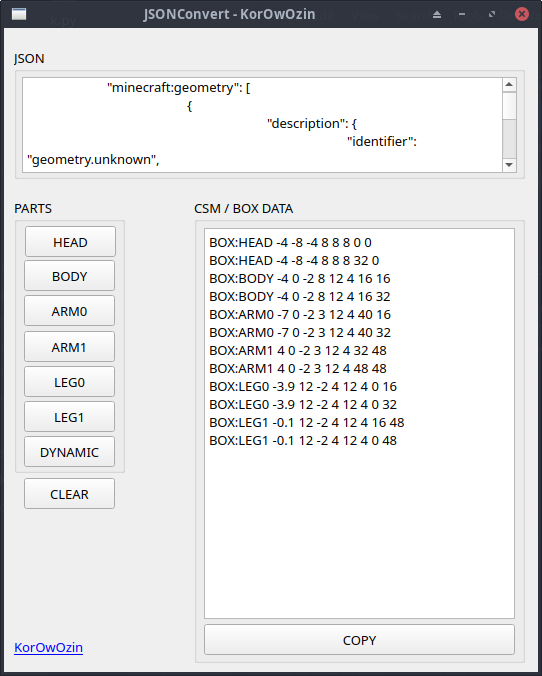 JSONConvert - KorOwOzin
JSON
"minecraft:geometry": [
{
"description": {
"identifier":
"geometry.unknown",
PARTS
HEAD
BODY
ARM0
ARM1
LEG0
LEG1
DYNAMIC
CLEAR
KorOwOzin
CSM / BOX DATA
BOX:HEAD -4 -8 -4 8 8 8 0 0
BOX:HEAD -4 -8 -4 8 8 8 32 0
BOX:BODY -4 0 -2 8 12 4 16 16
BOX:BODY -4 0 -2 8 12 4 16 32
BOX:ARM0 -7 0 -2 3 12 4 40 16
BOX:ARM0 -7 0 -2 3 12 4 40 32
BOX:ARM1 4 0 -2 3 12 4 32 48
BOX:ARM1 4 0 -2 3 12 4 48 48
BOX:LEG0 -3.9 12 -2 4 12 4 0 16
BOX:LEG0 -3.9 12 -2 4 12 4 0 32
BOX:LEG1 -0.1 12 -2 4 12 4 16 48
BOX:LEG1 -0.1 12 -2 4 12 4 0 48
COPY